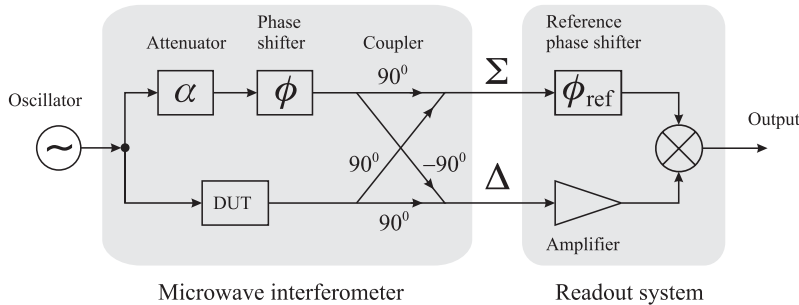 Phase
shifter
Reference
phase shifter
Attenuator
Coupler
90⁰
Σ
Oscillator
α
ϕ
ϕref
~
Output
90⁰
–90⁰
Δ
DUT
90⁰
Amplifier
Microwave interferometer
Readout system